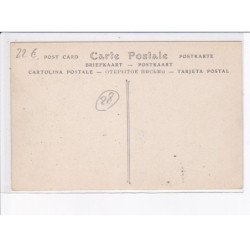 22 €
POST CARD Carte Postale POSTKARTE
BRIEFKAART — POSTKAART
CARTOLINA POSTALE — ОТКРЫТОЕ ПИСЬМО — TARJETA POSTAL
28